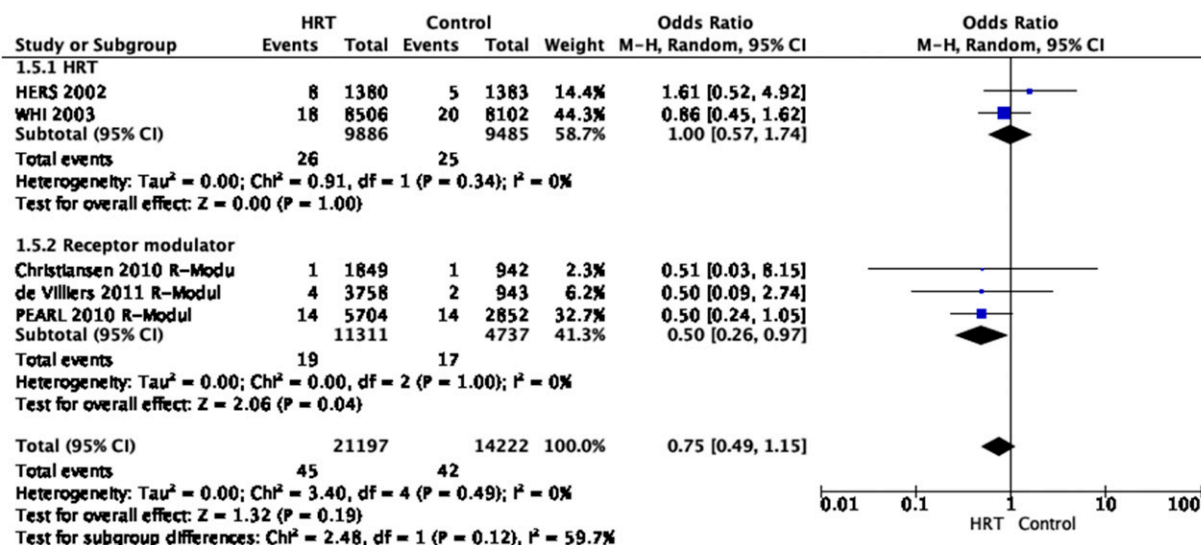 HRT Control Odds Ratio Odds Ratio
Study or Subgroup Events Total Events Total Weight M-H, Random, 95% CI M-H, Random, 95% CI
1.5.1 HRT
HERS 2002 8 1380 5 1383 14.4% 1.61 [0.52, 4.92]
WHI 2003 18 8506 20 8102 44.3% 0.86 [0.45, 1.62]
Subtotal (95% CI) 9886 9485 58.7% 1.00 [0.57, 1.74]
Total events 26 25
Heterogeneity: Tau² = 0.00; Chi² = 0.91, df = 1 (P = 0.34); I² = 0%
Test for overall effect: Z = 0.00 (P = 1.00)
1.5.2 Receptor modulator
Christiansen 2010 R-Modu 1 1849 1 942 2.3% 0.51 [0.03, 8.15]
de Villiers 2011 R-Modul 4 3758 2 943 6.2% 0.50 [0.09, 2.74]
PEARL 2010 R-Modul 14 5704 14 2852 32.7% 0.50 [0.24, 1.05]
Subtotal (95% CI) 11311 4737 41.3% 0.50 [0.26, 0.97]
Total events 19 17
Heterogeneity: Tau² = 0.00; Chi² = 0.00, df = 2 (P = 1.00); I² = 0%
Test for overall effect: Z = 2.06 (P = 0.04)
Total (95% CI) 21197 14222 100.0% 0.75 [0.49, 1.15]
Total events 45 42
Heterogeneity: Tau² = 0.00; Chi² = 3.40, df = 4 (P = 0.49); I² = 0%
Test for overall effect: Z = 1.32 (P = 0.19)
Test for subgroup differences: Chi² = 2.48, df = 1 (P = 0.12), I² = 59.7%
0.01 0.1 1 10 100
HRT Control